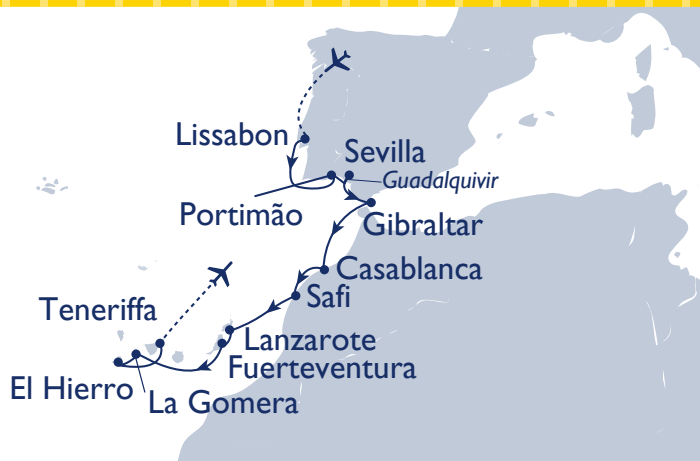 Lissabon
Sevilla
Guadalquivir
Portimão
Gibraltar
Casablanca
Safi
Teneriffa
Lanzarote
Fuerteventura
El Hierro
La Gomera